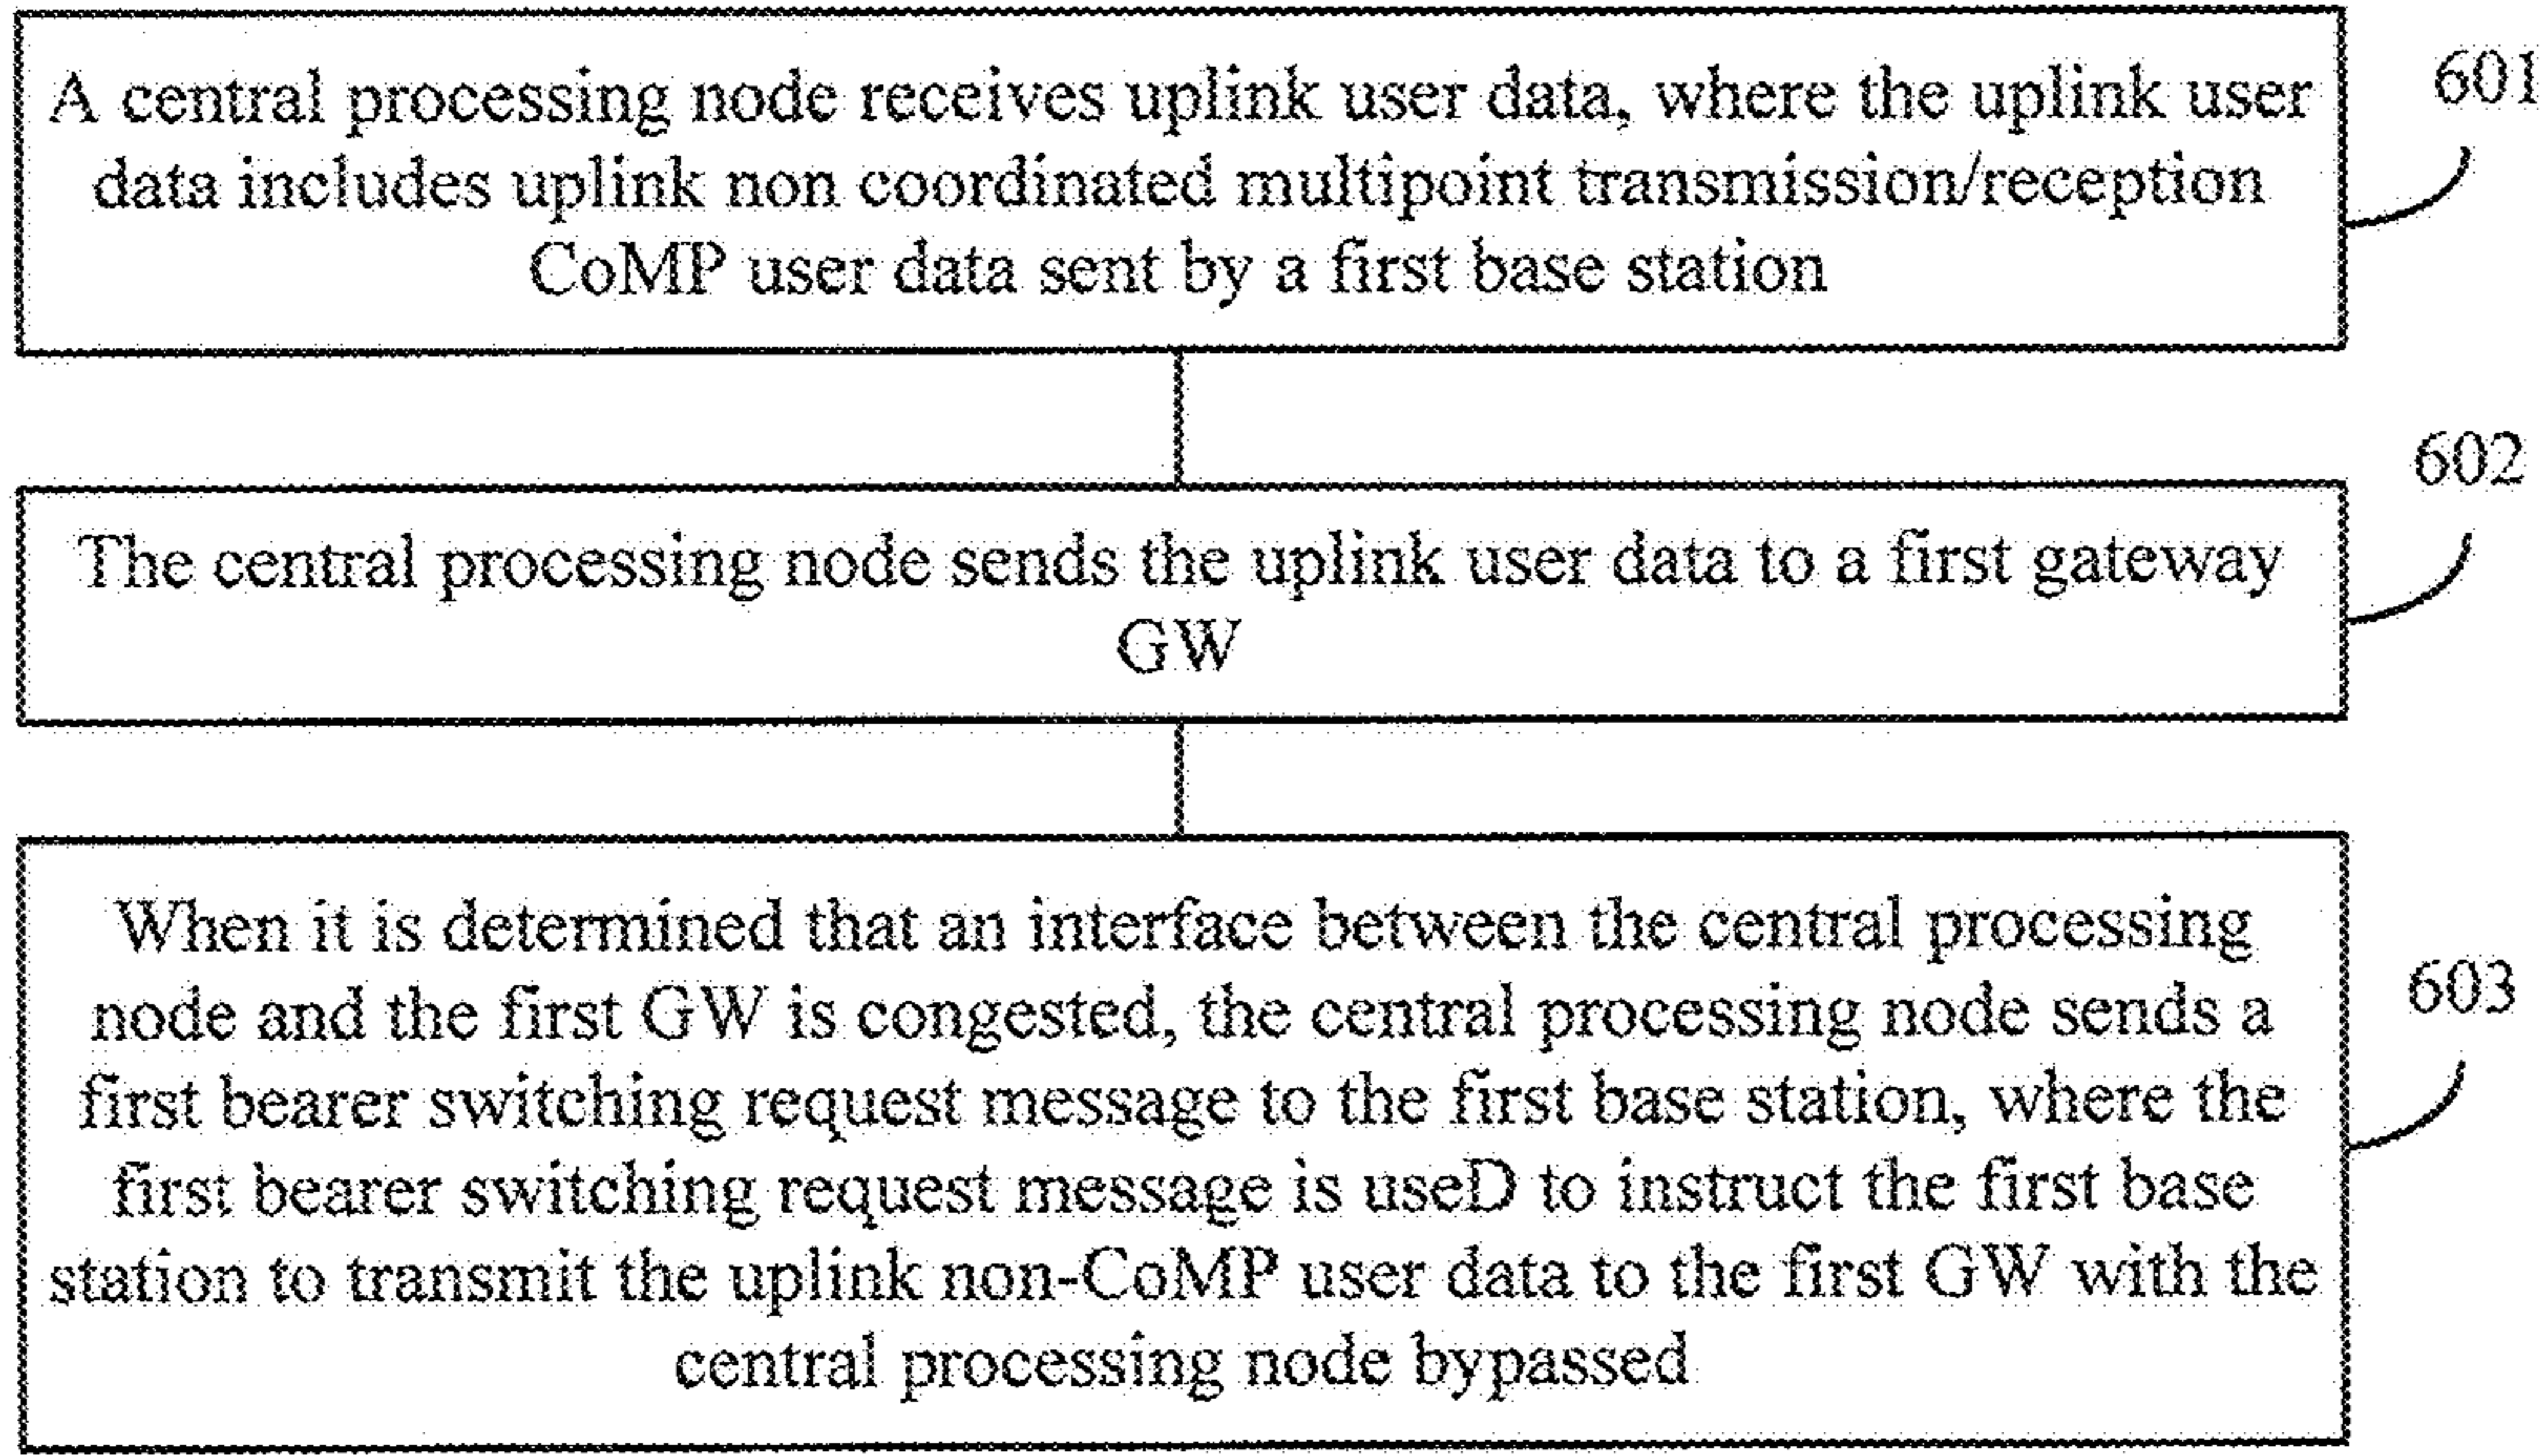 A central processing node receives uplink user data, where the uplink user
data includes uplink non coordinated multipoint transmission/reception
CoMP user data sent by a first base station
601
The central processing node sends the uplink user data to a first gateway
GW
602
When it is determined that an interface between the central processing
node and the first GW is congested, the central processing node sends a
first bearer switching request message to the first base station, where the
first bearer switching request message is useD to instruct the first base
station to transmit the uplink non-CoMP user data to the first GW with the
central processing node bypassed
603